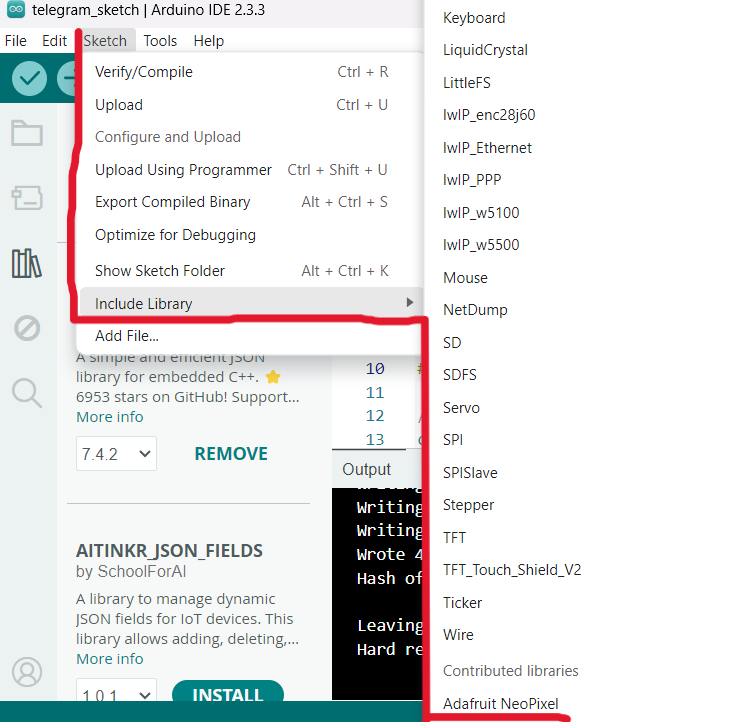 telegram_sketch | Arduino IDE 2.3.3
File Edit Sketch Tools Help
Verify/Compile Ctrl + R
Upload Ctrl + U
Configure and Upload
Upload Using Programmer Ctrl + Shift + U
Export Compiled Binary Alt + Ctrl + S
Optimize for Debugging
Show Sketch Folder Alt + Ctrl + K
Include Library
Add File...
Keyboard
LiquidCrystal
LittleFS
lwIP_enc28j60
lwIP_Ethernet
lwIP_PPP
lwIP_w5100
lwIP_w5500
Mouse
NetDump
SD
SDFS
Servo
SPI
SPISlave
Stepper
TFT
TFT_Touch_Shield_V2
Ticker
Wire
Contributed libraries
Adafruit NeoPixel
A simple and efficient JSON
library for embedded C++. ⭐
6953 stars on GitHub! Support...
More info
7.4.2 REMOVE
AITINKR_JSON_FIELDS
by SchoolForAI
A library to manage dynamic
JSON fields for IoT devices. This
library allows adding, deleting,...
More info
1.0.1 INSTALL
10 #
11
12
13
Output
Writing
Writing
Writing
Wrote 4
Hash of
Leaving
Hard re